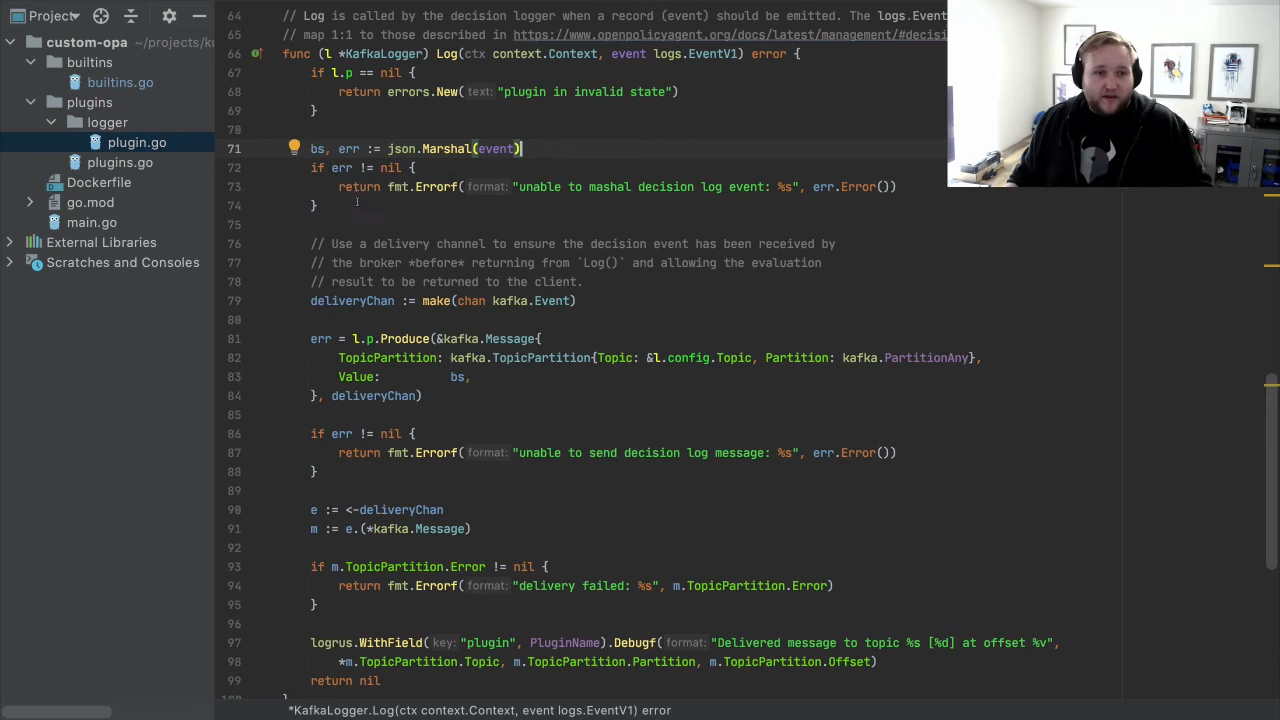 Project
custom-opa ~/projects/ku
builtins
builtins.go
plugins
logger
plugin.go
plugins.go
Dockerfile
go.mod
main.go
External Libraries
Scratches and Consoles
64 // Log is called by the decision logger when a record (event) should be emitted. The logs.Event
65 // map 1:1 to those described in https://www.openpolicyagent.org/docs/latest/management/#decisi
66 func (l *KafkaLogger) Log(ctx context.Context, event logs.EventV1) error {
67 if l.p == nil {
68 return errors.New( text: "plugin in invalid state")
69 }
70
71 bs, err := json.Marshal(event)
72 if err != nil {
73 return fmt.Errorf( format: "unable to mashal decision log event: %s", err.Error())
74 }
75
76 // Use a delivery channel to ensure the decision event has been received by
77 // the broker *before* returning from `Log()` and allowing the evaluation
78 // result to be returned to the client.
79 deliveryChan := make(chan kafka.Event)
80
81 err = l.p.Produce(&kafka.Message{
82 TopicPartition: kafka.TopicPartition{Topic: &l.config.Topic, Partition: kafka.PartitionAny},
83 Value: bs,
84 }, deliveryChan)
85
86 if err != nil {
87 return fmt.Errorf( format: "unable to send decision log message: %s", err.Error())
88 }
89
90 e := <-deliveryChan
91 m := e.(*kafka.Message)
92
93 if m.TopicPartition.Error != nil {
94 return fmt.Errorf( format: "delivery failed: %s", m.TopicPartition.Error)
95 }
96
97 logrus.WithField( key: "plugin", PluginName).Debugf( format: "Delivered message to topic %s [%d] at offset %v",
98 *m.TopicPartition.Topic, m.TopicPartition.Partition, m.TopicPartition.Offset)
99 return nil
*KafkaLogger.Log(ctx context.Context, event logs.EventV1) error